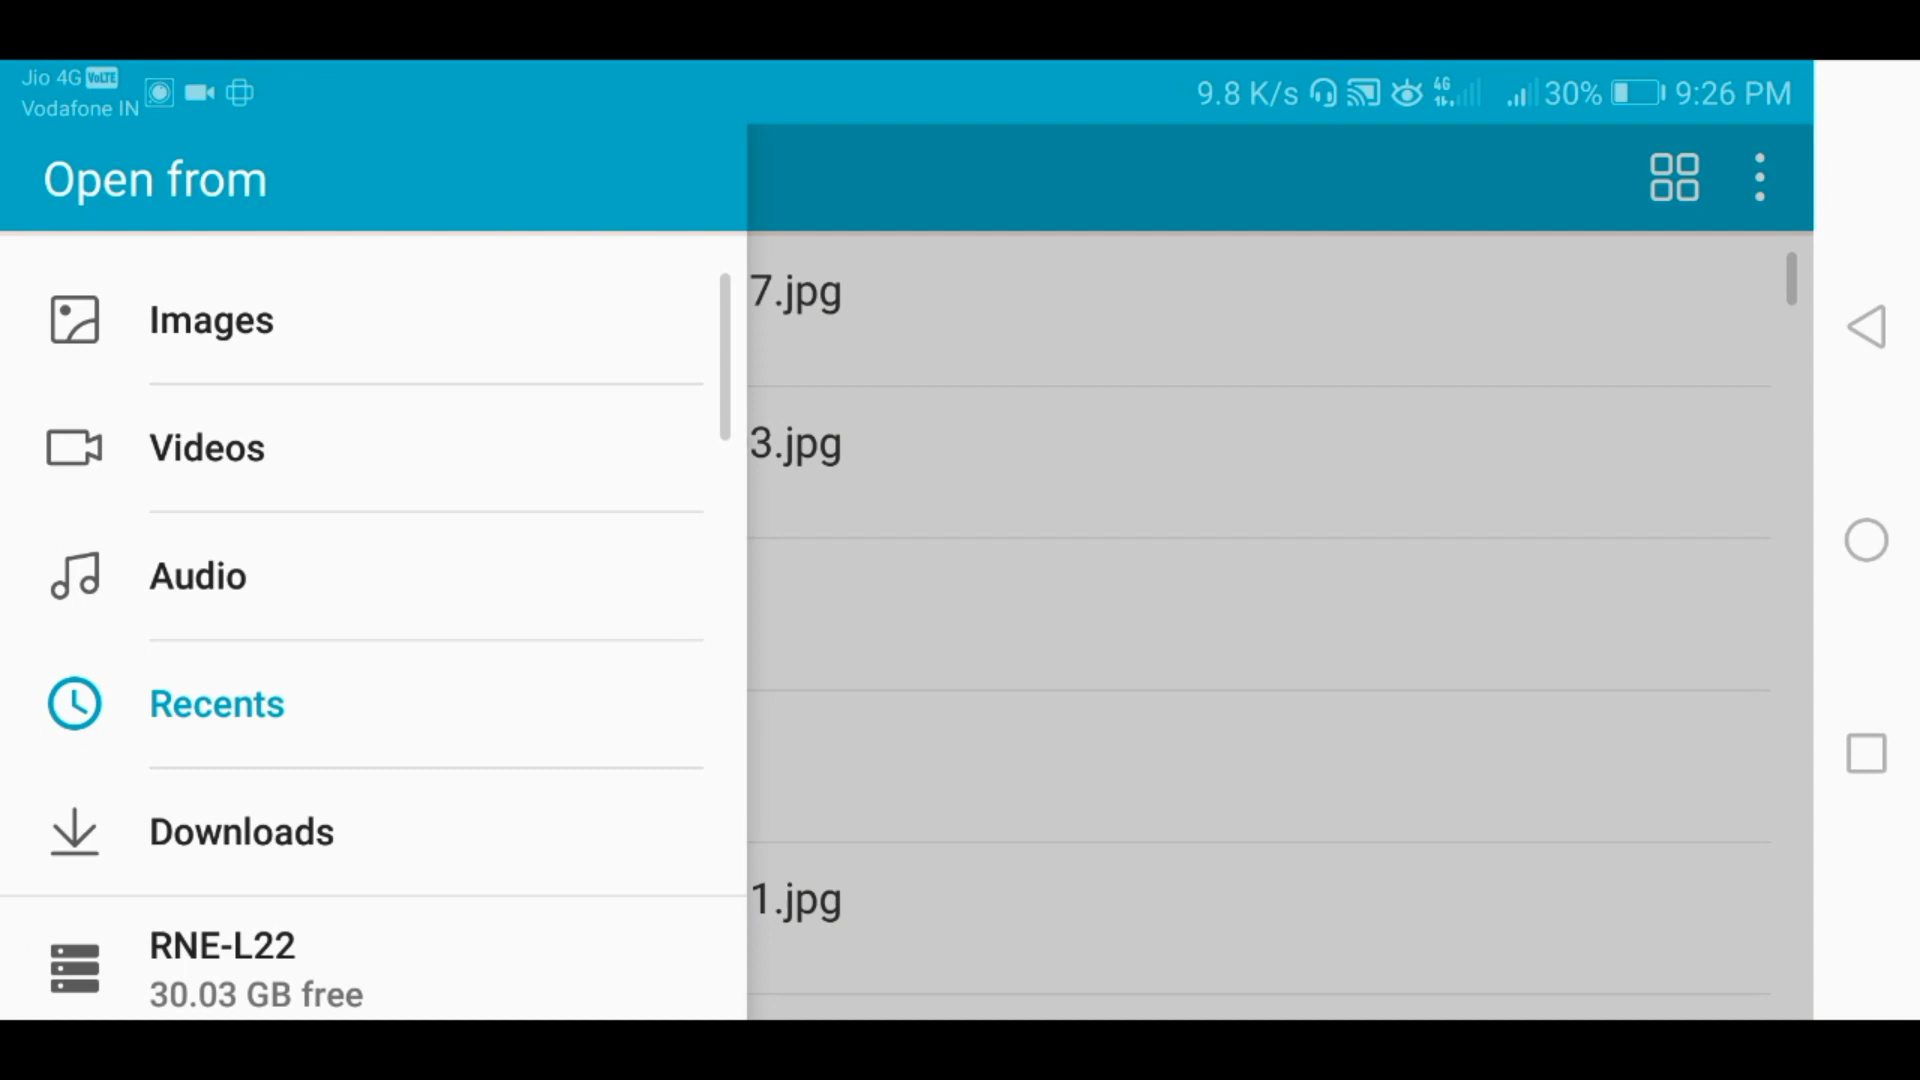 Jio 4G VoLTE
Vodafone IN
9.8 K/s 4G 30% 9:26 PM
Open from
Images
Videos
Audio
Recents
Downloads
RNE-L22
30.03 GB free
7.jpg
3.jpg
1.jpg